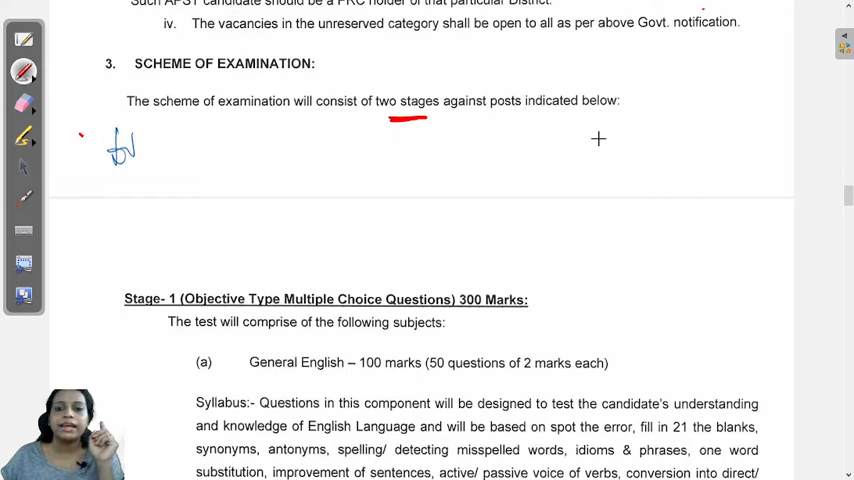 Such APST candidate should be a PRC holder of that particular District.
iv. The vacancies in the unreserved category shall be open to all as per above Govt. notification.
3. SCHEME OF EXAMINATION:
The scheme of examination will consist of two stages against posts indicated below:
Stage- 1 (Objective Type Multiple Choice Questions) 300 Marks:
The test will comprise of the following subjects:
(a) General English – 100 marks (50 questions of 2 marks each)
Syllabus:- Questions in this component will be designed to test the candidate's understanding
and knowledge of English Language and will be based on spot the error, fill in 21 the blanks,
synonyms, antonyms, spelling/ detecting misspelled words, idioms & phrases, one word
substitution, improvement of sentences, active/ passive voice of verbs, conversion into direct/